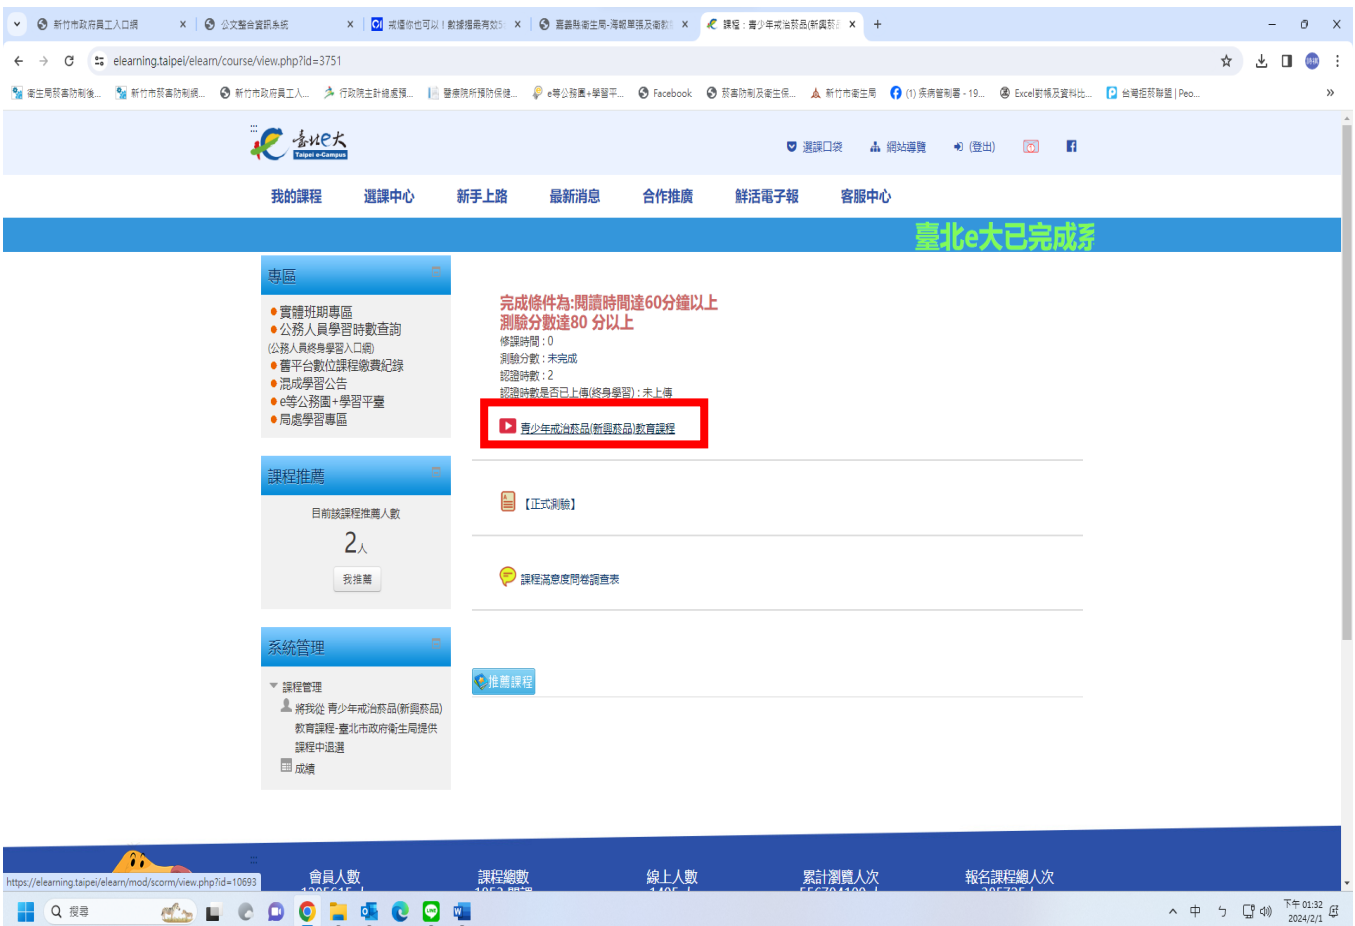 新竹市政府員工入口網
公文整合資訊系統
戒檳你也可以！數據揭最有效5
嘉義縣衛生局-海報單張及衛教
課程：青少年戒治菸品(新興菸
elearning.taipei/elearn/course/view.php?id=3751
衛生局菸害防制後...
新竹市菸害防制網...
新竹市政府員工入...
行政院主計總處預...
醫療院所預防保健...
e等公務園+學習平...
Facebook
菸害防制及衛生保...
新竹市衛生局
(1) 疾病管制署 - 19...
Excel對帳及資料比...
台灣拒菸聯盟 | Peo...
臺北e大
Taipei e-Campus
選課口袋
網站導覽
(登出)
我的課程 選課中心 新手上路 最新消息 合作推廣 鮮活電子報 客服中心
臺北e大已完成系
專區
實體班期專區
公務人員學習時數查詢
(公務人員終身學習入口網)
舊平台數位課程繳費紀錄
混成學習公告
e等公務園+學習平臺
局處學習專區
完成條件為:閱讀時間達60分鐘以上
測驗分數達80 分以上
修課時間 : 0
測驗分數 : 未完成
認證時數 : 2
認證時數是否已上傳(終身學習) : 未上傳
青少年戒治菸品(新興菸品)教育課程
【正式測驗】
課程滿意度問卷調查表
課程推薦
目前該課程推薦人數
2人
我推薦
系統管理
課程管理
將我從 青少年戒治菸品(新興菸品)
教育課程-臺北市政府衛生局提供
課程中退選
成績
推薦課程
會員人數
課程總數
線上人數
累計瀏覽人次
報名課程總人次
https://elearning.taipei/elearn/mod/scorm/view.php?id=10693
搜尋
中
下午 01:32
2024/2/1